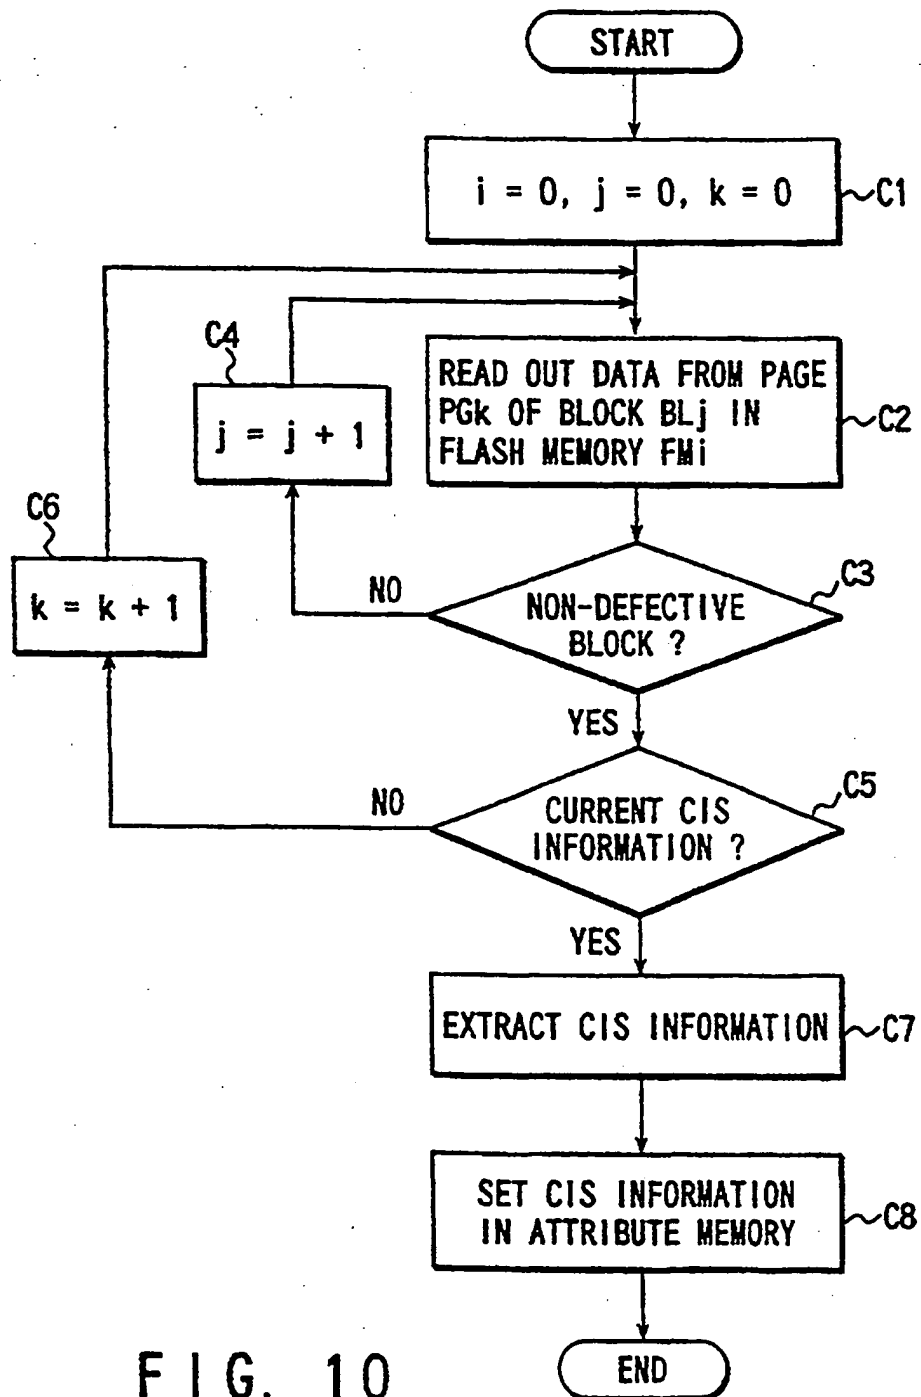 START
i = 0, j = 0, k = 0
C1
C4
j = j + 1
READ OUT DATA FROM PAGE
PGk OF BLOCK BLj IN
FLASH MEMORY FMi
C2
C6
k = k + 1
NO
NON-DEFECTIVE
BLOCK ?
C3
YES
NO
CURRENT CIS
INFORMATION ?
C5
YES
EXTRACT CIS INFORMATION
C7
SET CIS INFORMATION
IN ATTRIBUTE MEMORY
C8
END
FIG. 10